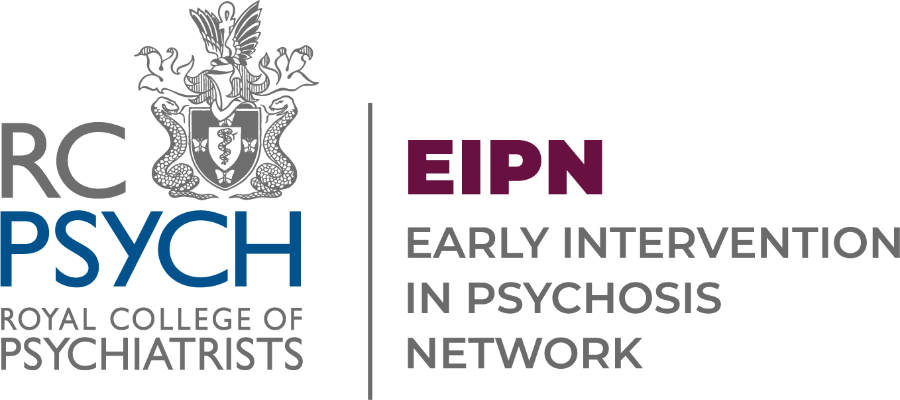 RC
PSYCH
ROYAL COLLEGE OF
PSYCHIATRISTS
EIPN
EARLY INTERVENTION
IN PSYCHOSIS
NETWORK